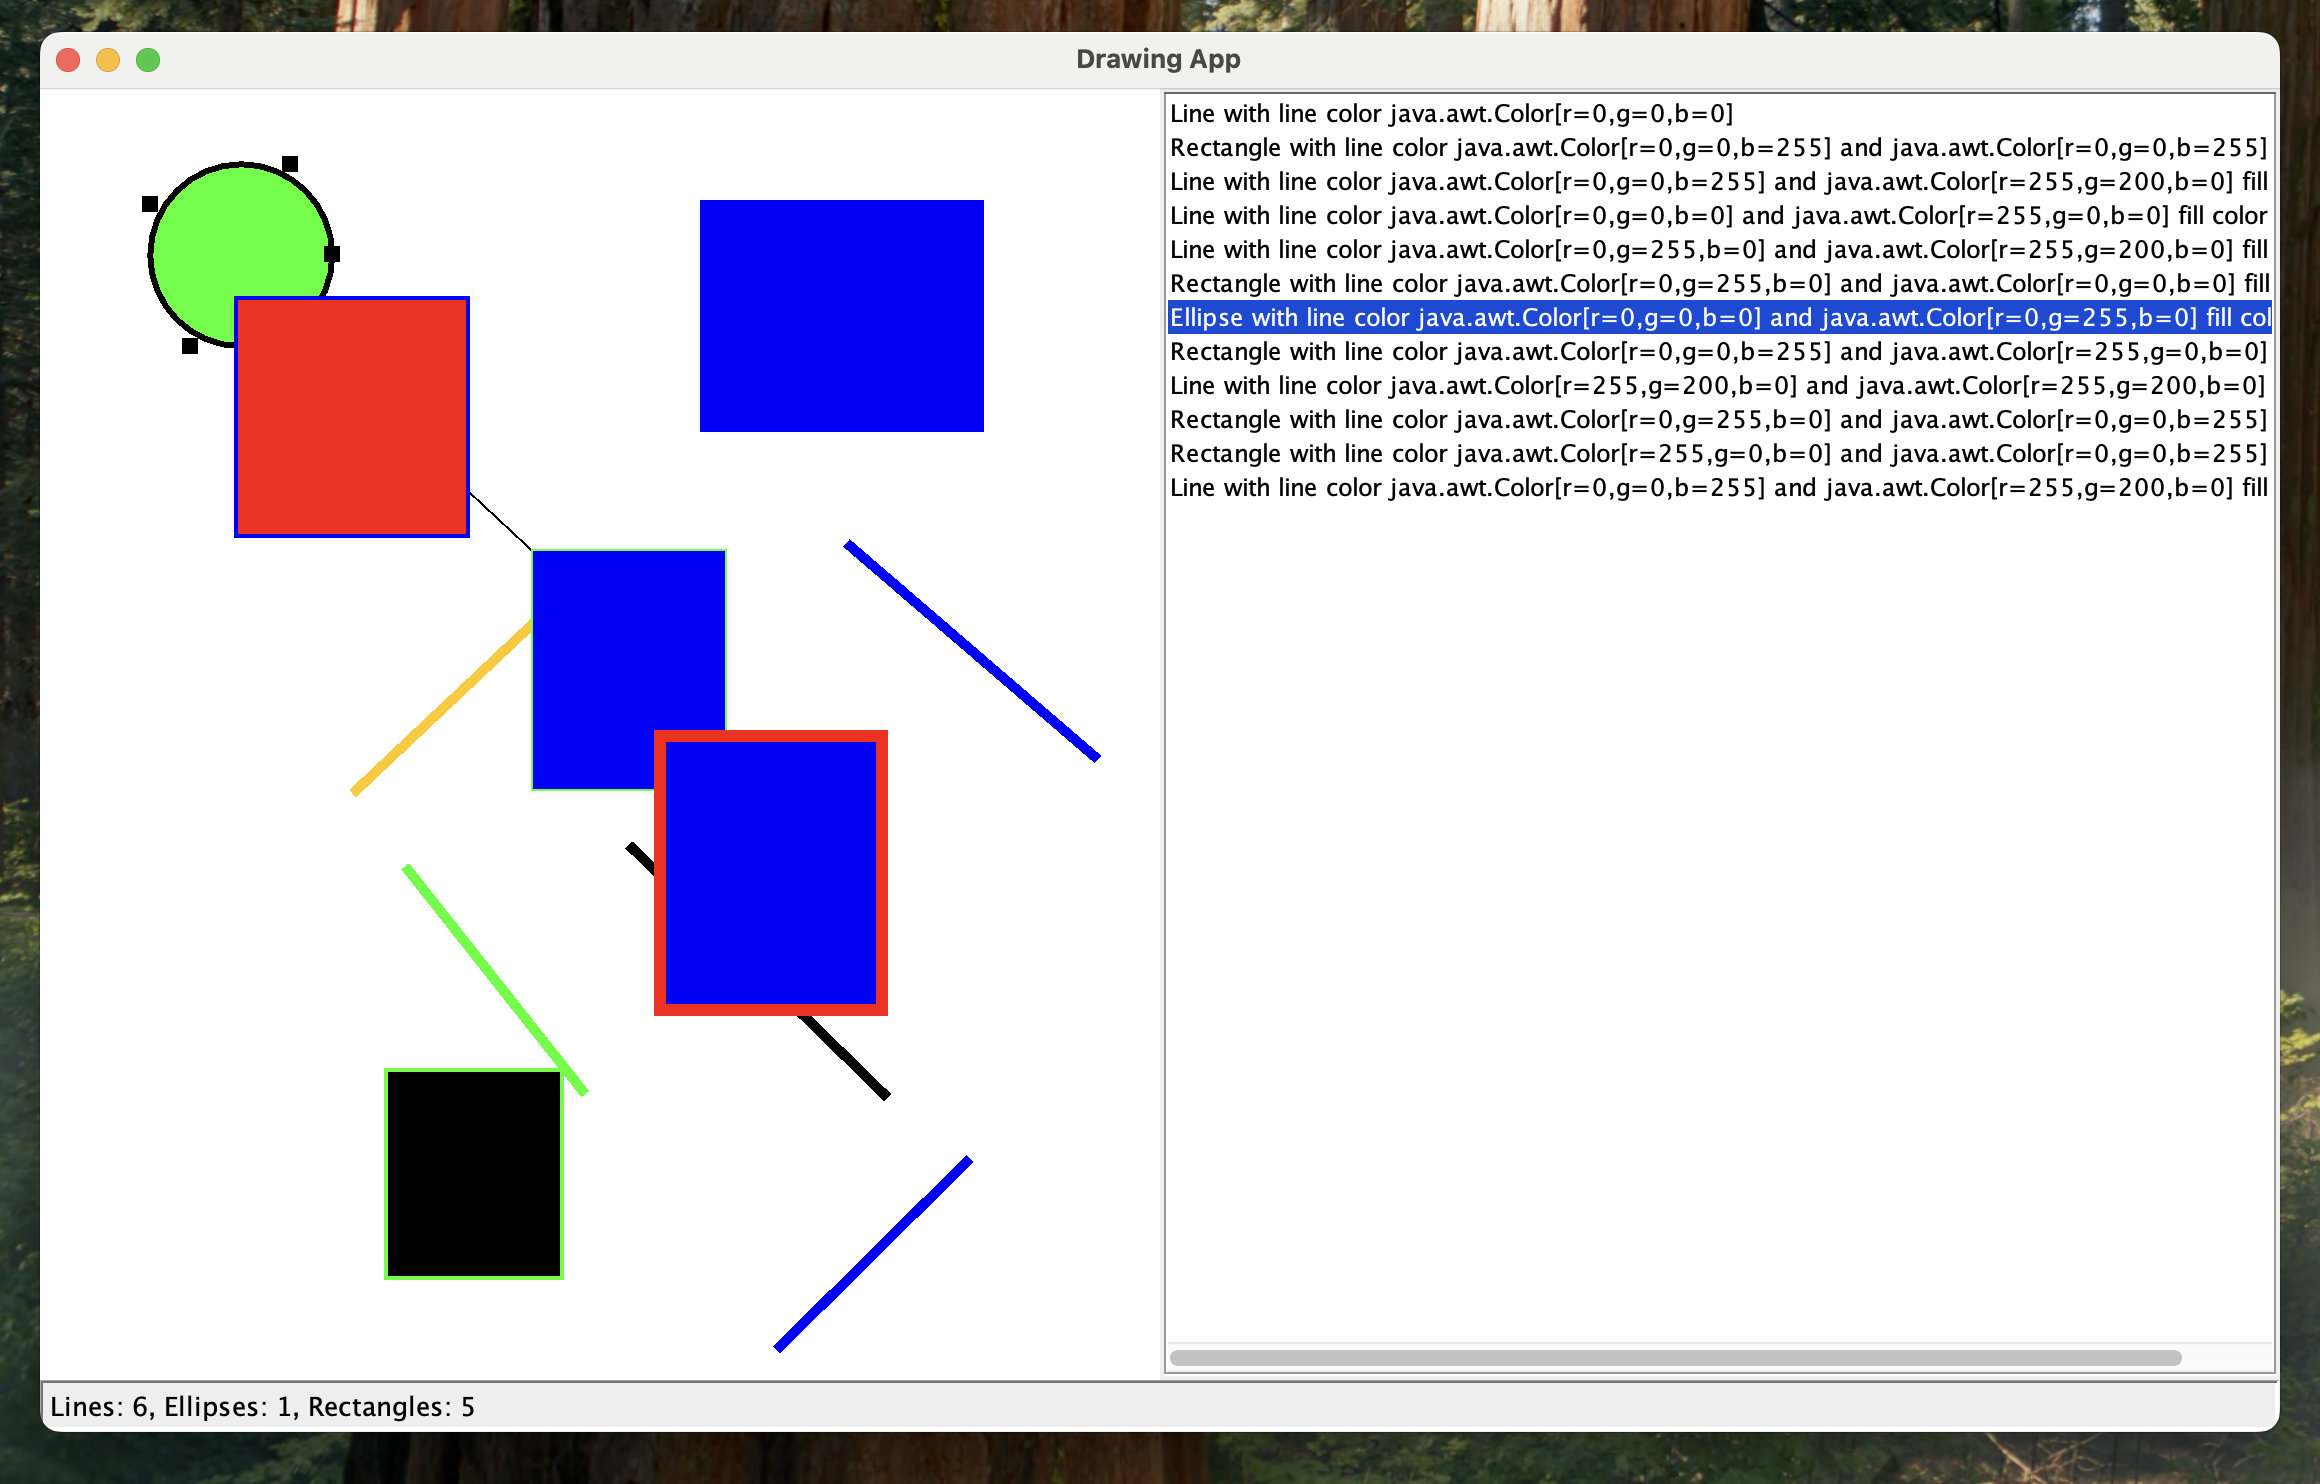 Drawing App
Line with line color java.awt.Color[r=0,g=0,b=0]
Rectangle with line color java.awt.Color[r=0,g=0,b=255] and java.awt.Color[r=0,g=0,b=255]
Line with line color java.awt.Color[r=0,g=0,b=255] and java.awt.Color[r=255,g=200,b=0] fill
Line with line color java.awt.Color[r=0,g=0,b=0] and java.awt.Color[r=255,g=0,b=0] fill color
Line with line color java.awt.Color[r=0,g=255,b=0] and java.awt.Color[r=255,g=200,b=0] fill
Rectangle with line color java.awt.Color[r=0,g=255,b=0] and java.awt.Color[r=0,g=0,b=0] fill
Ellipse with line color java.awt.Color[r=0,g=0,b=0] and java.awt.Color[r=0,g=255,b=0] fill col
Rectangle with line color java.awt.Color[r=0,g=0,b=255] and java.awt.Color[r=255,g=0,b=0]
Line with line color java.awt.Color[r=255,g=200,b=0] and java.awt.Color[r=255,g=200,b=0]
Rectangle with line color java.awt.Color[r=0,g=255,b=0] and java.awt.Color[r=0,g=0,b=255]
Rectangle with line color java.awt.Color[r=255,g=0,b=0] and java.awt.Color[r=0,g=0,b=255]
Line with line color java.awt.Color[r=0,g=0,b=255] and java.awt.Color[r=255,g=200,b=0] fill
Lines: 6, Ellipses: 1, Rectangles: 5